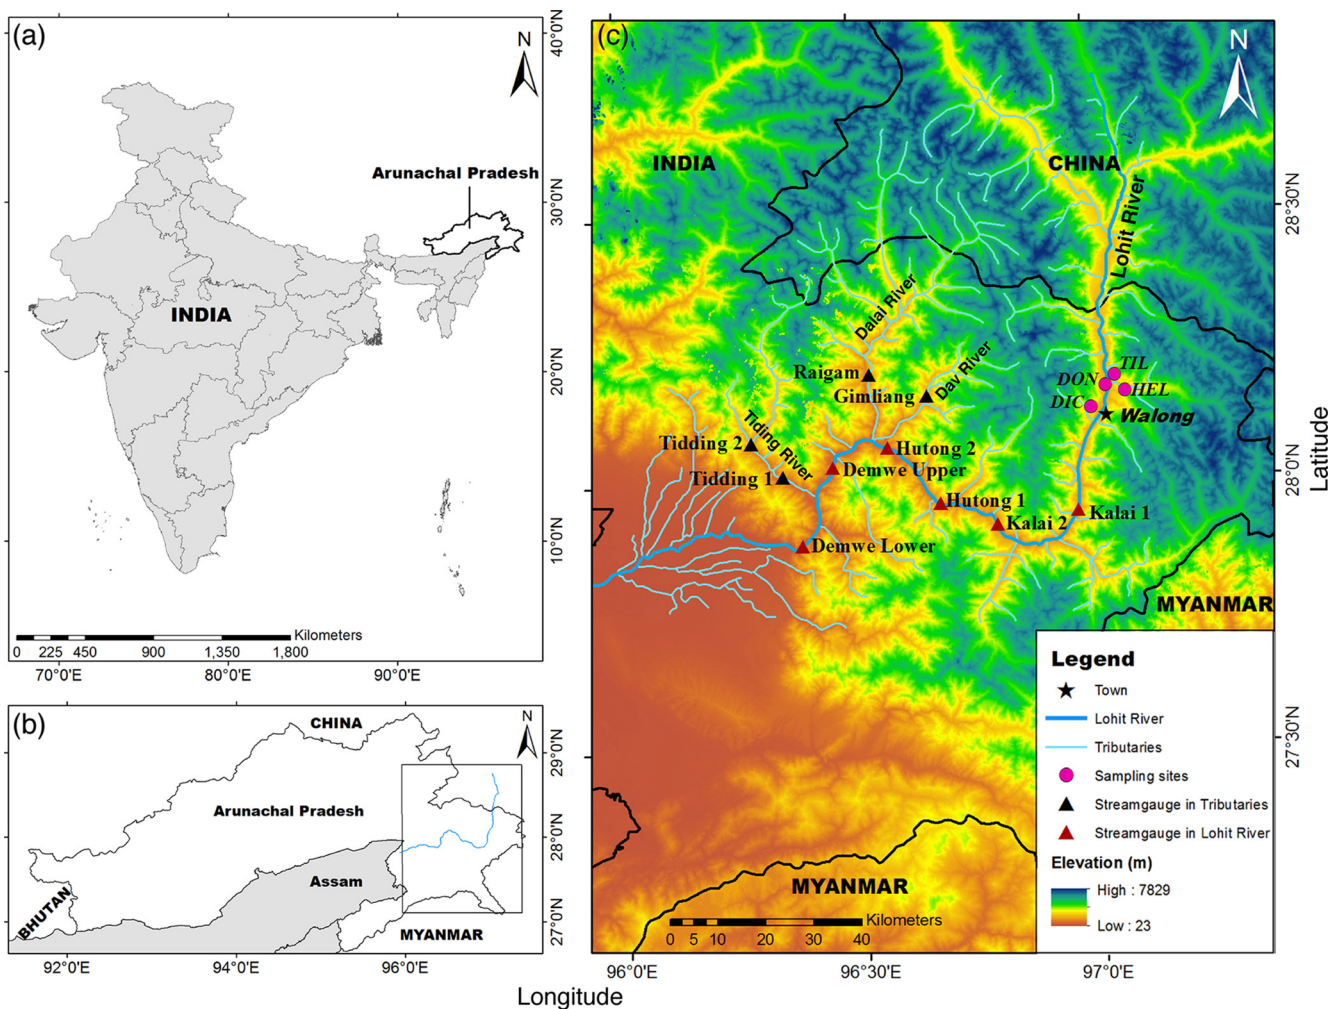 (a)
N
40°0'N
Arunachal Pradesh
30°0'N
INDIA
20°0'N
10°0'N
Kilometers
0 225 450 900 1,350 1,800
70°0'E 80°0'E 90°0'E
(b)
N
CHINA
29°0'N
Arunachal Pradesh
28°0'N
Assam
BHUTAN
MYANMAR
27°0'N
92°0'E 94°0'E 96°0'E
(c)
N
INDIA
CHINA
28°30'N
Lohit River
Dalai River
Raigam
Dav River
Gimliang
TIL
DON
HEL
DIC
Walong
Tidding 2
Tiding River
Hutong 2
Demwe Upper
28°0'N
Latitude
Tidding 1
Hutong 1
Kalai 1
Kalai 2
Demwe Lower
MYANMAR
Legend
Town
Lohit River
27°30'N
Tributaries
Sampling sites
Streamgauge in Tributaries
Streamgauge in Lohit River
Elevation (m)
High : 7829
Low : 23
MYANMAR
Kilometers
0 5 10 20 30 40
96°0'E 96°30'E 97°0'E
Longitude